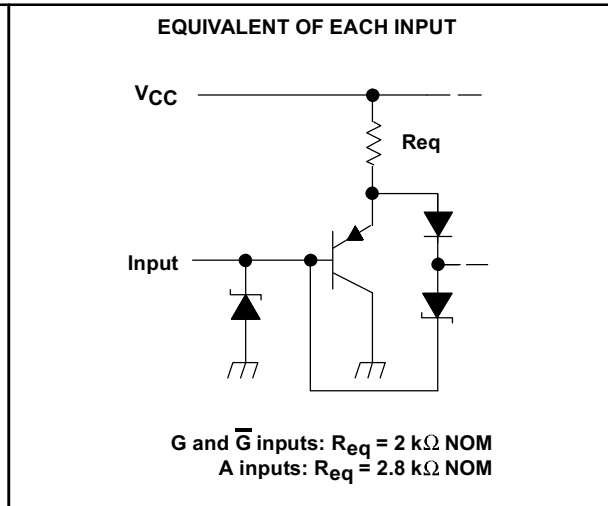 EQUIVALENT OF EACH INPUT
VCC
Req
Input
G and G̅ inputs: Req = 2 kΩ NOM
A inputs: Req = 2.8 kΩ NOM